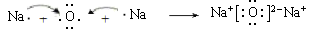 Na· + ·Ö̤· + ·Na ⟶ Na⁺[:Ö̤:]²⁻Na⁺